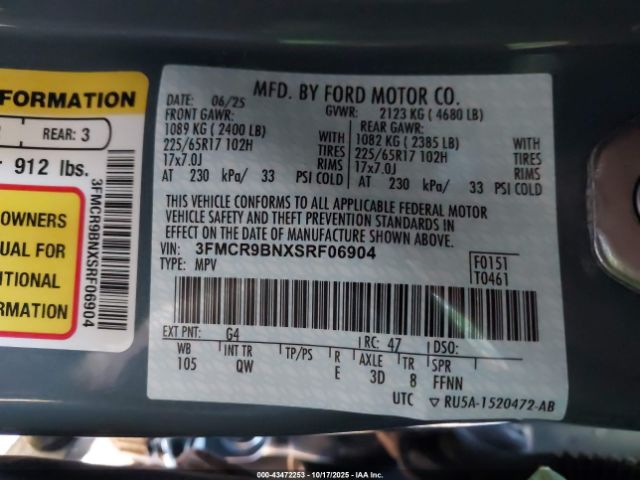 FORMATION
REAR: 3
912 lbs.
OWNERS
UAL FOR
ITIONAL
ORMATION
3FMCR9BNXSRF06904
MFD. BY FORD MOTOR CO.
DATE: 06/25 GVWR: 2123 KG ( 4680 LB)
FRONT GAWR: REAR GAWR:
1089 KG ( 2400 LB) WITH 1082 KG ( 2385 LB) WITH
225/65R17 102H TIRES 225/65R17 102H TIRES
17x7.0J RIMS 17x7.0J RIMS
AT 230 kPa/ 33 PSI COLD AT 230 kPa/ 33 PSI COLD
THIS VEHICLE CONFORMS TO ALL APPLICABLE FEDERAL MOTOR
VEHICLE SAFETY AND THEFT PREVENTION STANDARDS IN
EFFECT ON THE DATE OF MANUFACTURE SHOWN ABOVE.
VIN: 3FMCR9BNXSRF06904
TYPE: MPV
F0151
T0461
EXT PNT: G4 RC: 47 DSO:
WB INT TR TP/PS R AXLE TR SPR
105 QW E 3D 8 FFNN
UTC ▽ RU5A-1520472-AB
000-43472253 - 10/17/2025 - IAA Inc.